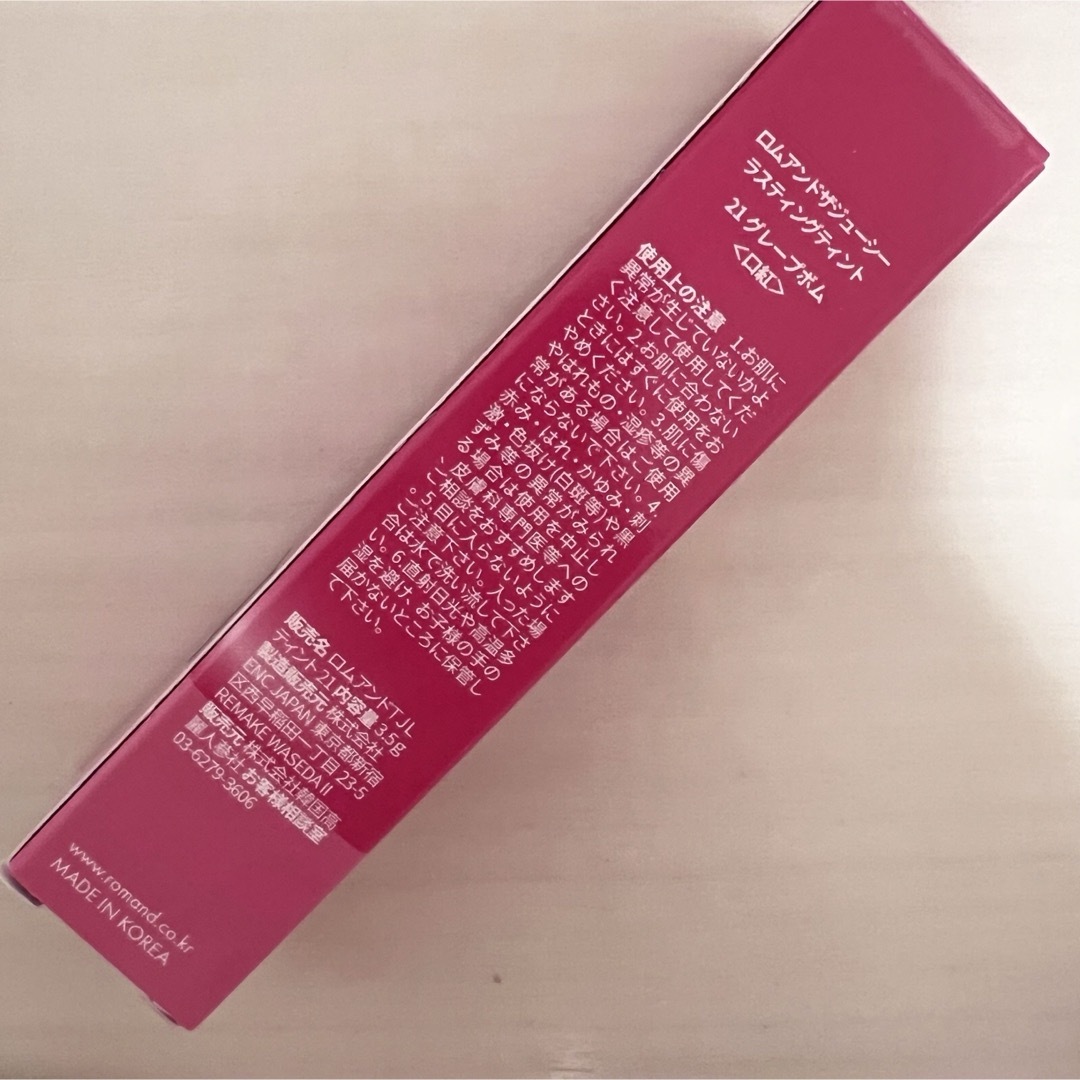 ロムアンドザジューシー
ラスティングティント
21グレープボム
<口紅>
使用上の注意 1.お肌に
異常が生じていないかよ
く注意して使用してくだ
さい。2.お肌に合わない
ときにはすぐに使用をお
やめください。3.肌に傷
やはれもの・湿疹等の異
常がある場合はご使用
にならないで下さい。4.
赤み・はれ・かゆみ・刺
激・色抜け(白斑等)や黒
ずみ等の異常がみられ
る場合は使用を中止し
、皮膚科専門医等への
ご相談をおすすめします
。5.目に入らないように
ご注意下さい。入った場
合は水で洗い流して下さ
い。6.直射日光や高温多
湿を避け、お子様の手の
届かないところに保管し
て下さい。
販売名 ロムアンドTJL
ティント21 内容量 3.5g
製造販売元 株式会社
ENC JAPAN 東京都新宿
区西早稲田一丁目 23-5
REMAKE WASEDA II
販売元 株式会社韓国高
麗人蔘社 お客様相談室
03-6279-3606
www.romand.co.kr
MADE IN KOREA